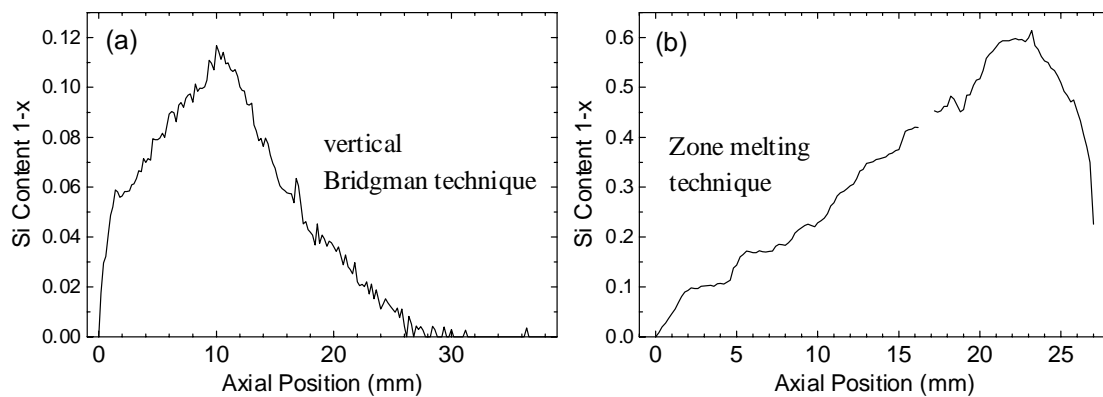 (a)
0.12
0.10
0.08
0.06
0.04
0.02
0.00
Si Content 1-x
vertical
Bridgman technique
0 10 20 30
Axial Position (mm)
(b)
0.6
0.5
0.4
0.3
0.2
0.1
0.0
Si Content 1-x
Zone melting
technique
0 5 10 15 20 25
Axial Position (mm)